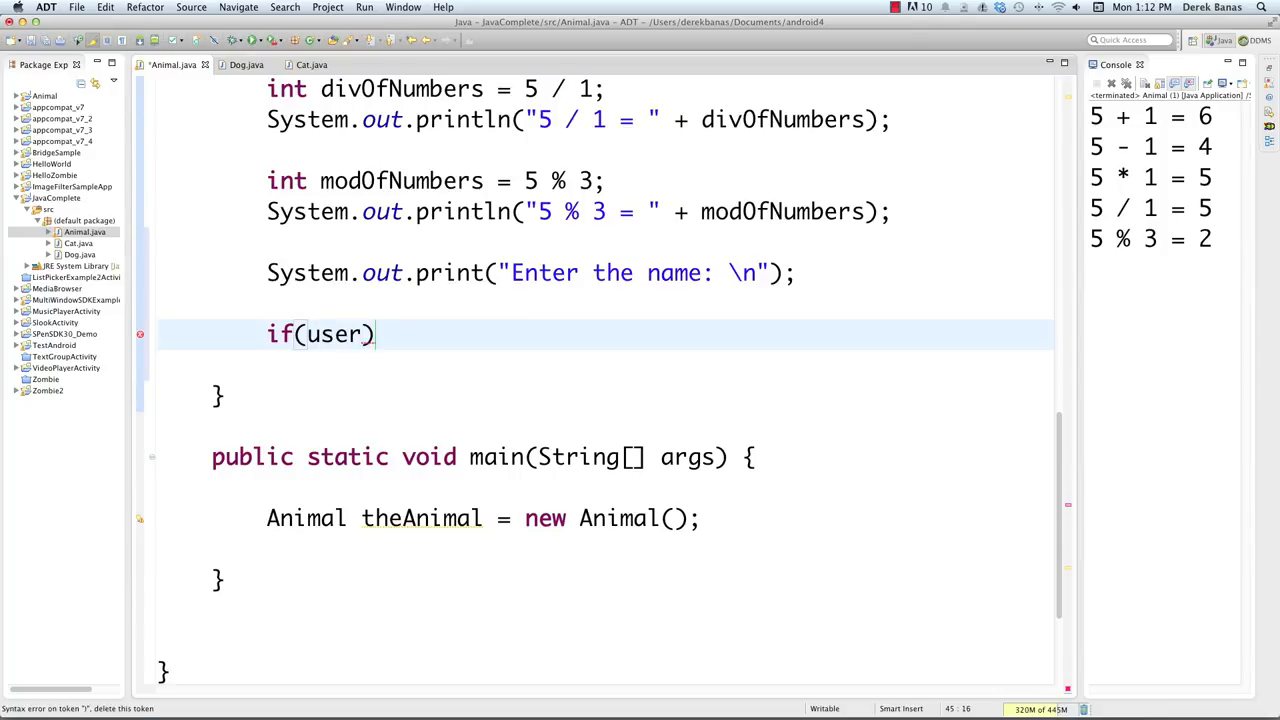 ADT File Edit Refactor Source Navigate Search Project Run Window Help 10 Mon 1:12 PM Derek Banas
Java – JavaComplete/src/Animal.java – ADT – /Users/derekbanas/Documents/android4
Quick Access Java DDMS
Package Exp
Animal
appcompat_v7
appcompat_v7_2
appcompat_v7_3
appcompat_v7_4
BridgeSample
HelloWorld
HelloZombie
ImageFilterSampleApp
JavaComplete
src
(default package)
Animal.java
Cat.java
Dog.java
JRE System Library [Ja
ListPickerExample2Activi
MediaBrowser
MultiWindowSDKExample
MusicPlayerActivity
SlookActivity
SPenSDK30_Demo
TestAndroid
TextGroupActivity
VideoPlayerActivity
Zombie
Zombie2
*Animal.java Dog.java Cat.java
int divOfNumbers = 5 / 1;
System.out.println("5 / 1 = " + divOfNumbers);
int modOfNumbers = 5 % 3;
System.out.println("5 % 3 = " + modOfNumbers);
System.out.print("Enter the name: \n");
if(user)
}
public static void main(String[] args) {
Animal theAnimal = new Animal();
}
}
Console
<terminated> Animal (1) [Java Application] /S
5 + 1 = 6
5 - 1 = 4
5 * 1 = 5
5 / 1 = 5
5 % 3 = 2
Syntax error on token ")", delete this token Writable Smart Insert 45 : 16 320M of 445M